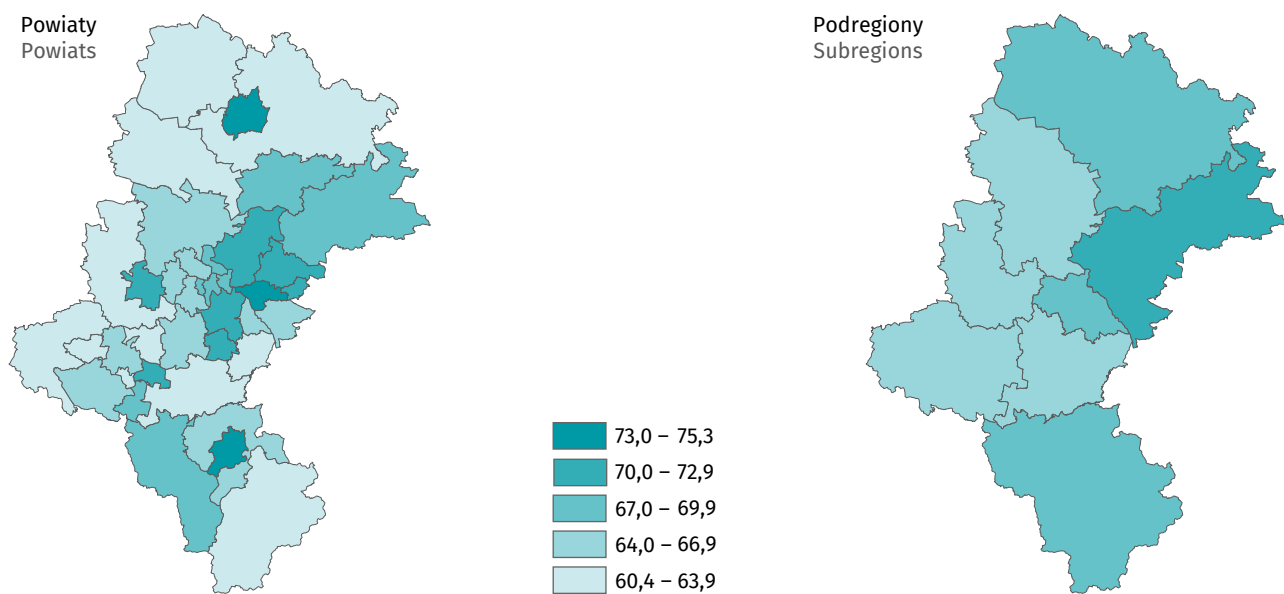 Powiaty
Powiats
Podregiony
Subregions
73,0 – 75,3
70,0 – 72,9
67,0 – 69,9
64,0 – 66,9
60,4 – 63,9